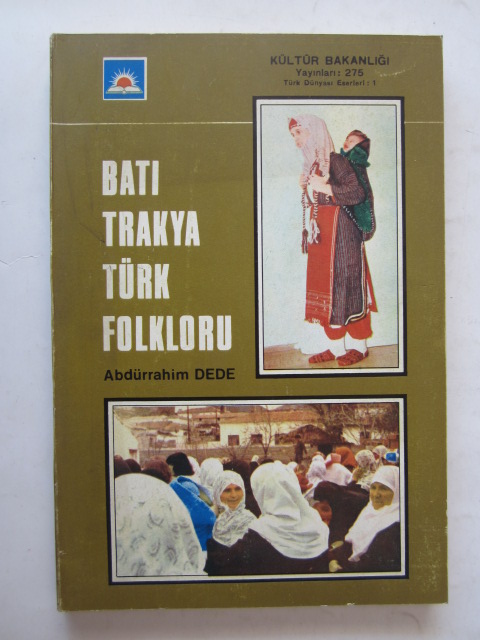 KÜLTÜR BAKANLIĞI
Yayınları: 275
Türk Dünyası Eserleri: 1
BATI
TRAKYA
TÜRK
FOLKLORU
Abdürrahim DEDE